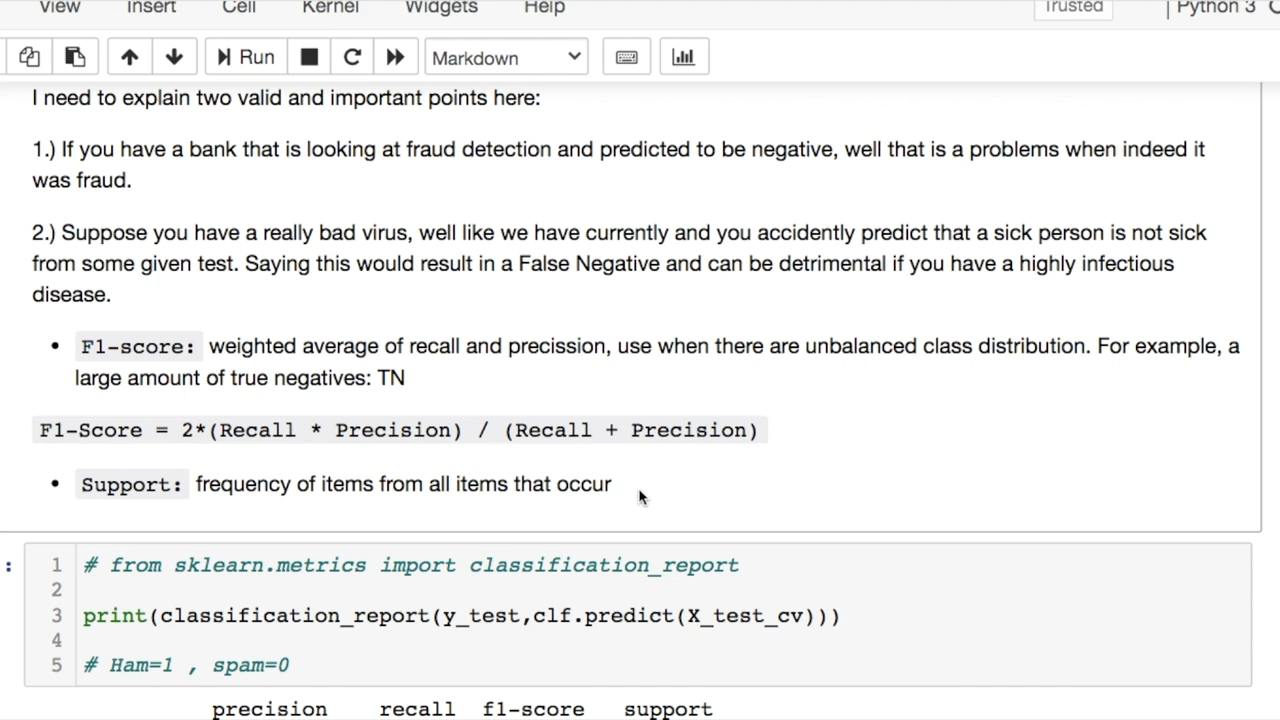 View Insert Cell Kernel Widgets Help Trusted Python 3
Run Markdown
I need to explain two valid and important points here:
1.) If you have a bank that is looking at fraud detection and predicted to be negative, well that is a problems when indeed it
was fraud.
2.) Suppose you have a really bad virus, well like we have currently and you accidently predict that a sick person is not sick
from some given test. Saying this would result in a False Negative and can be detrimental if you have a highly infectious
disease.
• F1-score: weighted average of recall and precission, use when there are unbalanced class distribution. For example, a
large amount of true negatives: TN
F1-Score = 2*(Recall * Precision) / (Recall + Precision)
• Support: frequency of items from all items that occur
: 1 # from sklearn.metrics import classification_report
2
3 print(classification_report(y_test,clf.predict(X_test_cv)))
4
5 # Ham=1 , spam=0
precision recall f1-score support